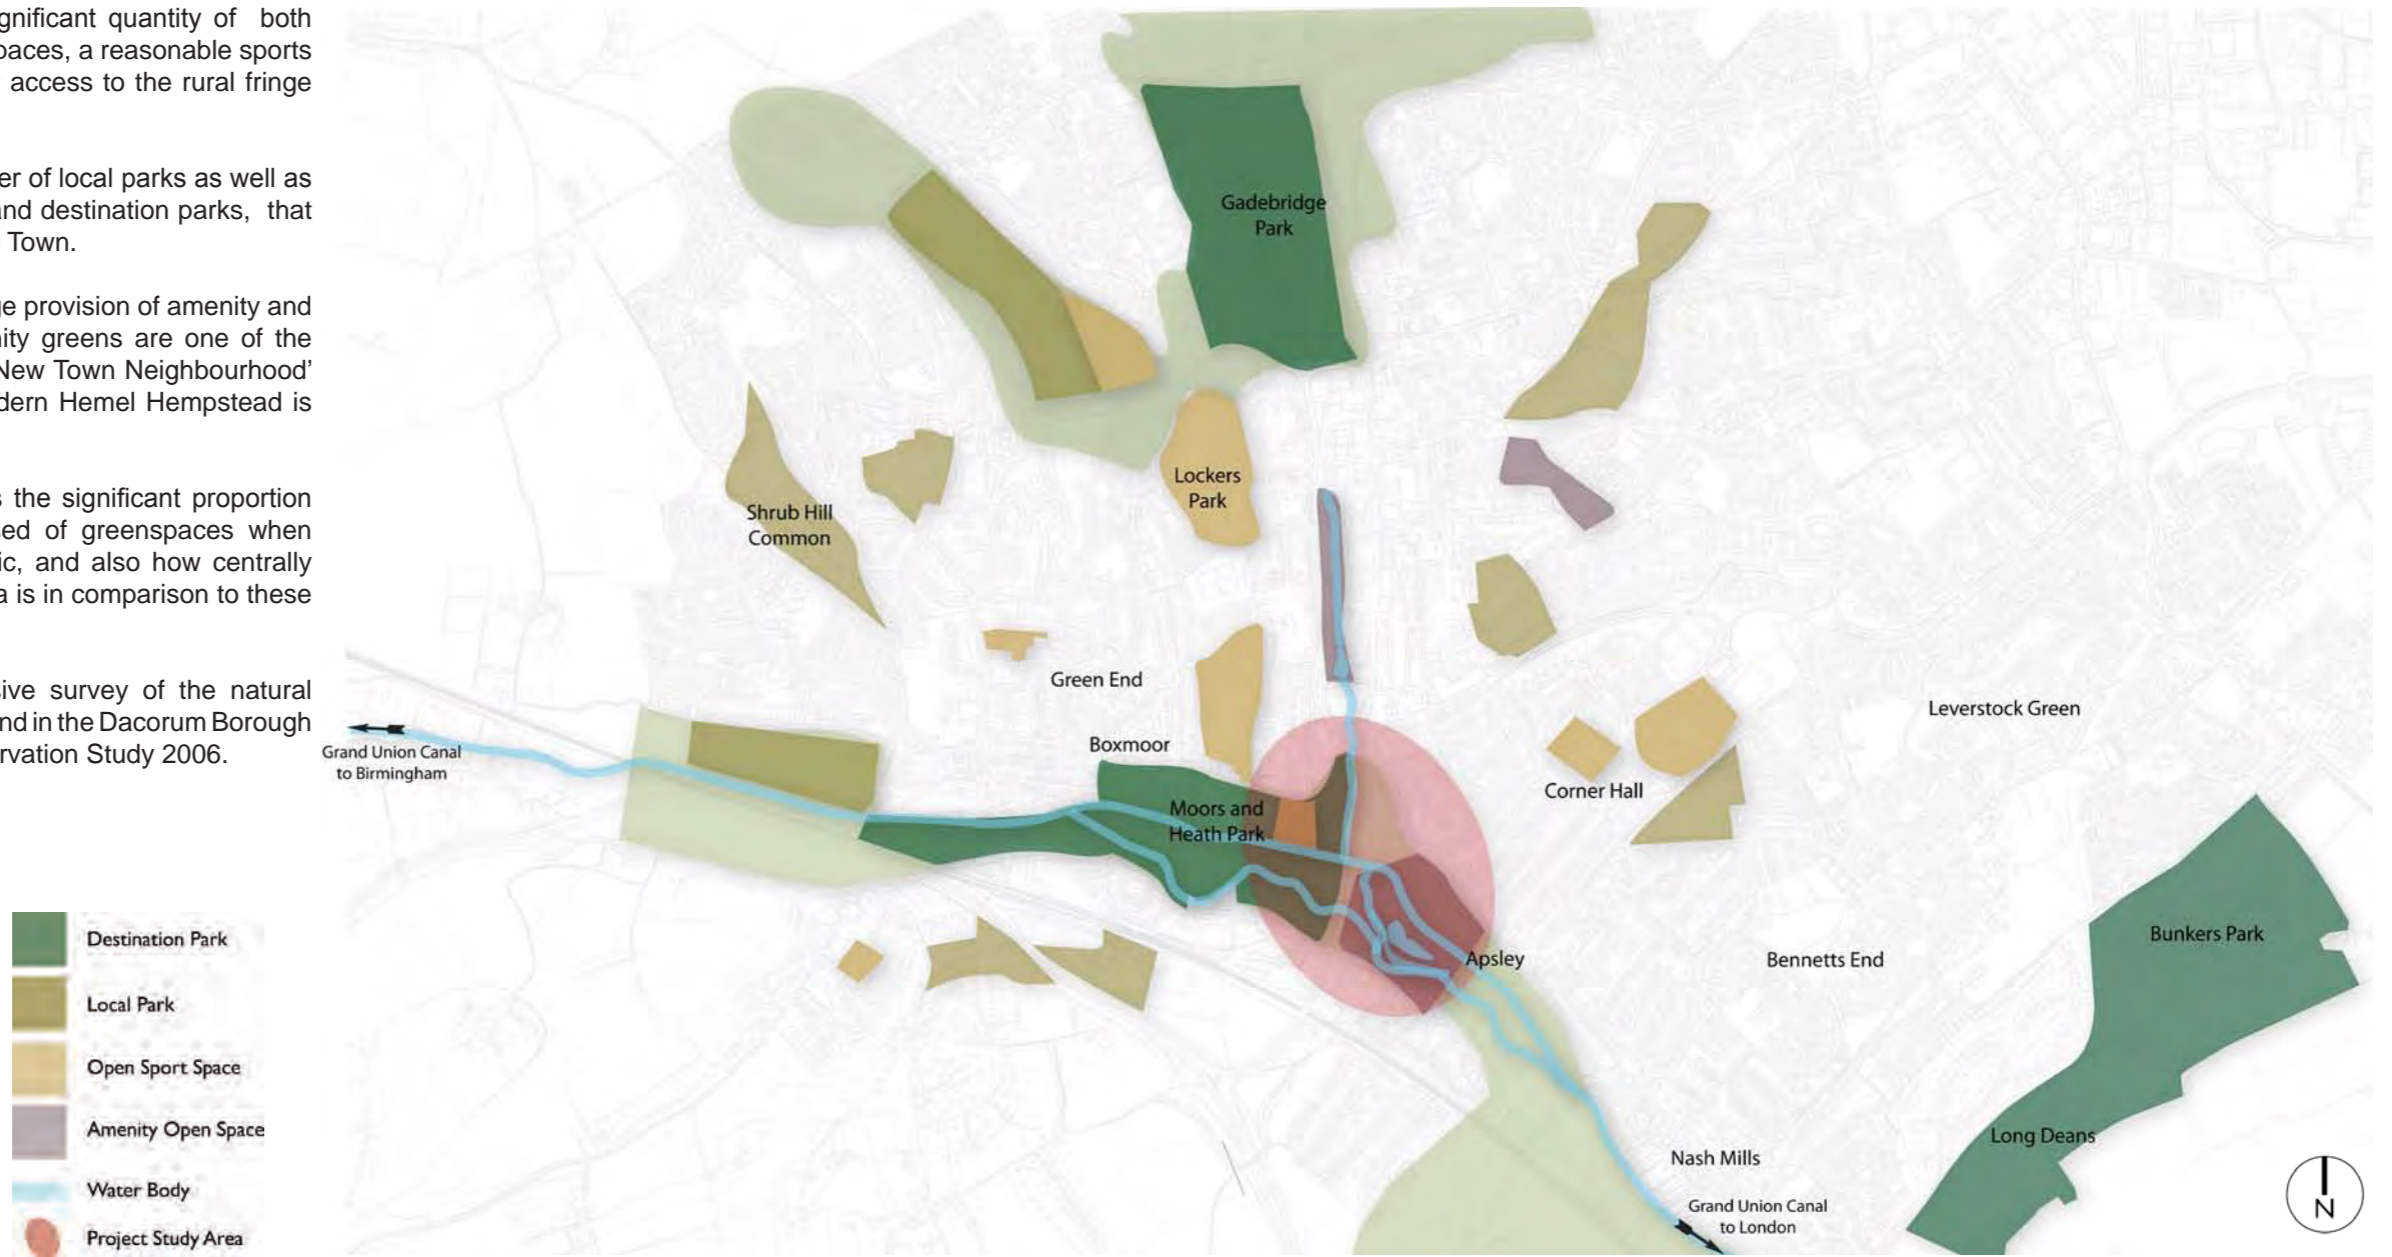 gnificant quantity of both
paces, a reasonable sports
access to the rural fringe
er of local parks as well as
and destination parks, that
Town.
ge provision of amenity and
nity greens are one of the
New Town Neighbourhood’
dern Hemel Hempstead is
s the significant proportion
sed of greenspaces when
ic, and also how centrally
a is in comparison to these
sive survey of the natural
nd in the Dacorum Borough
rvation Study 2006.
Gadebridge
Park
Lockers
Park
Shrub Hill
Common
Green End
Leverstock Green
Boxmoor
Grand Union Canal
to Birmingham
Corner Hall
Moors and
Heath Park
Bunkers Park
Apsley
Bennetts End
Long Deans
Nash Mills
Grand Union Canal
to London
N
Destination Park
Local Park
Open Sport Space
Amenity Open Space
Water Body
Project Study Area